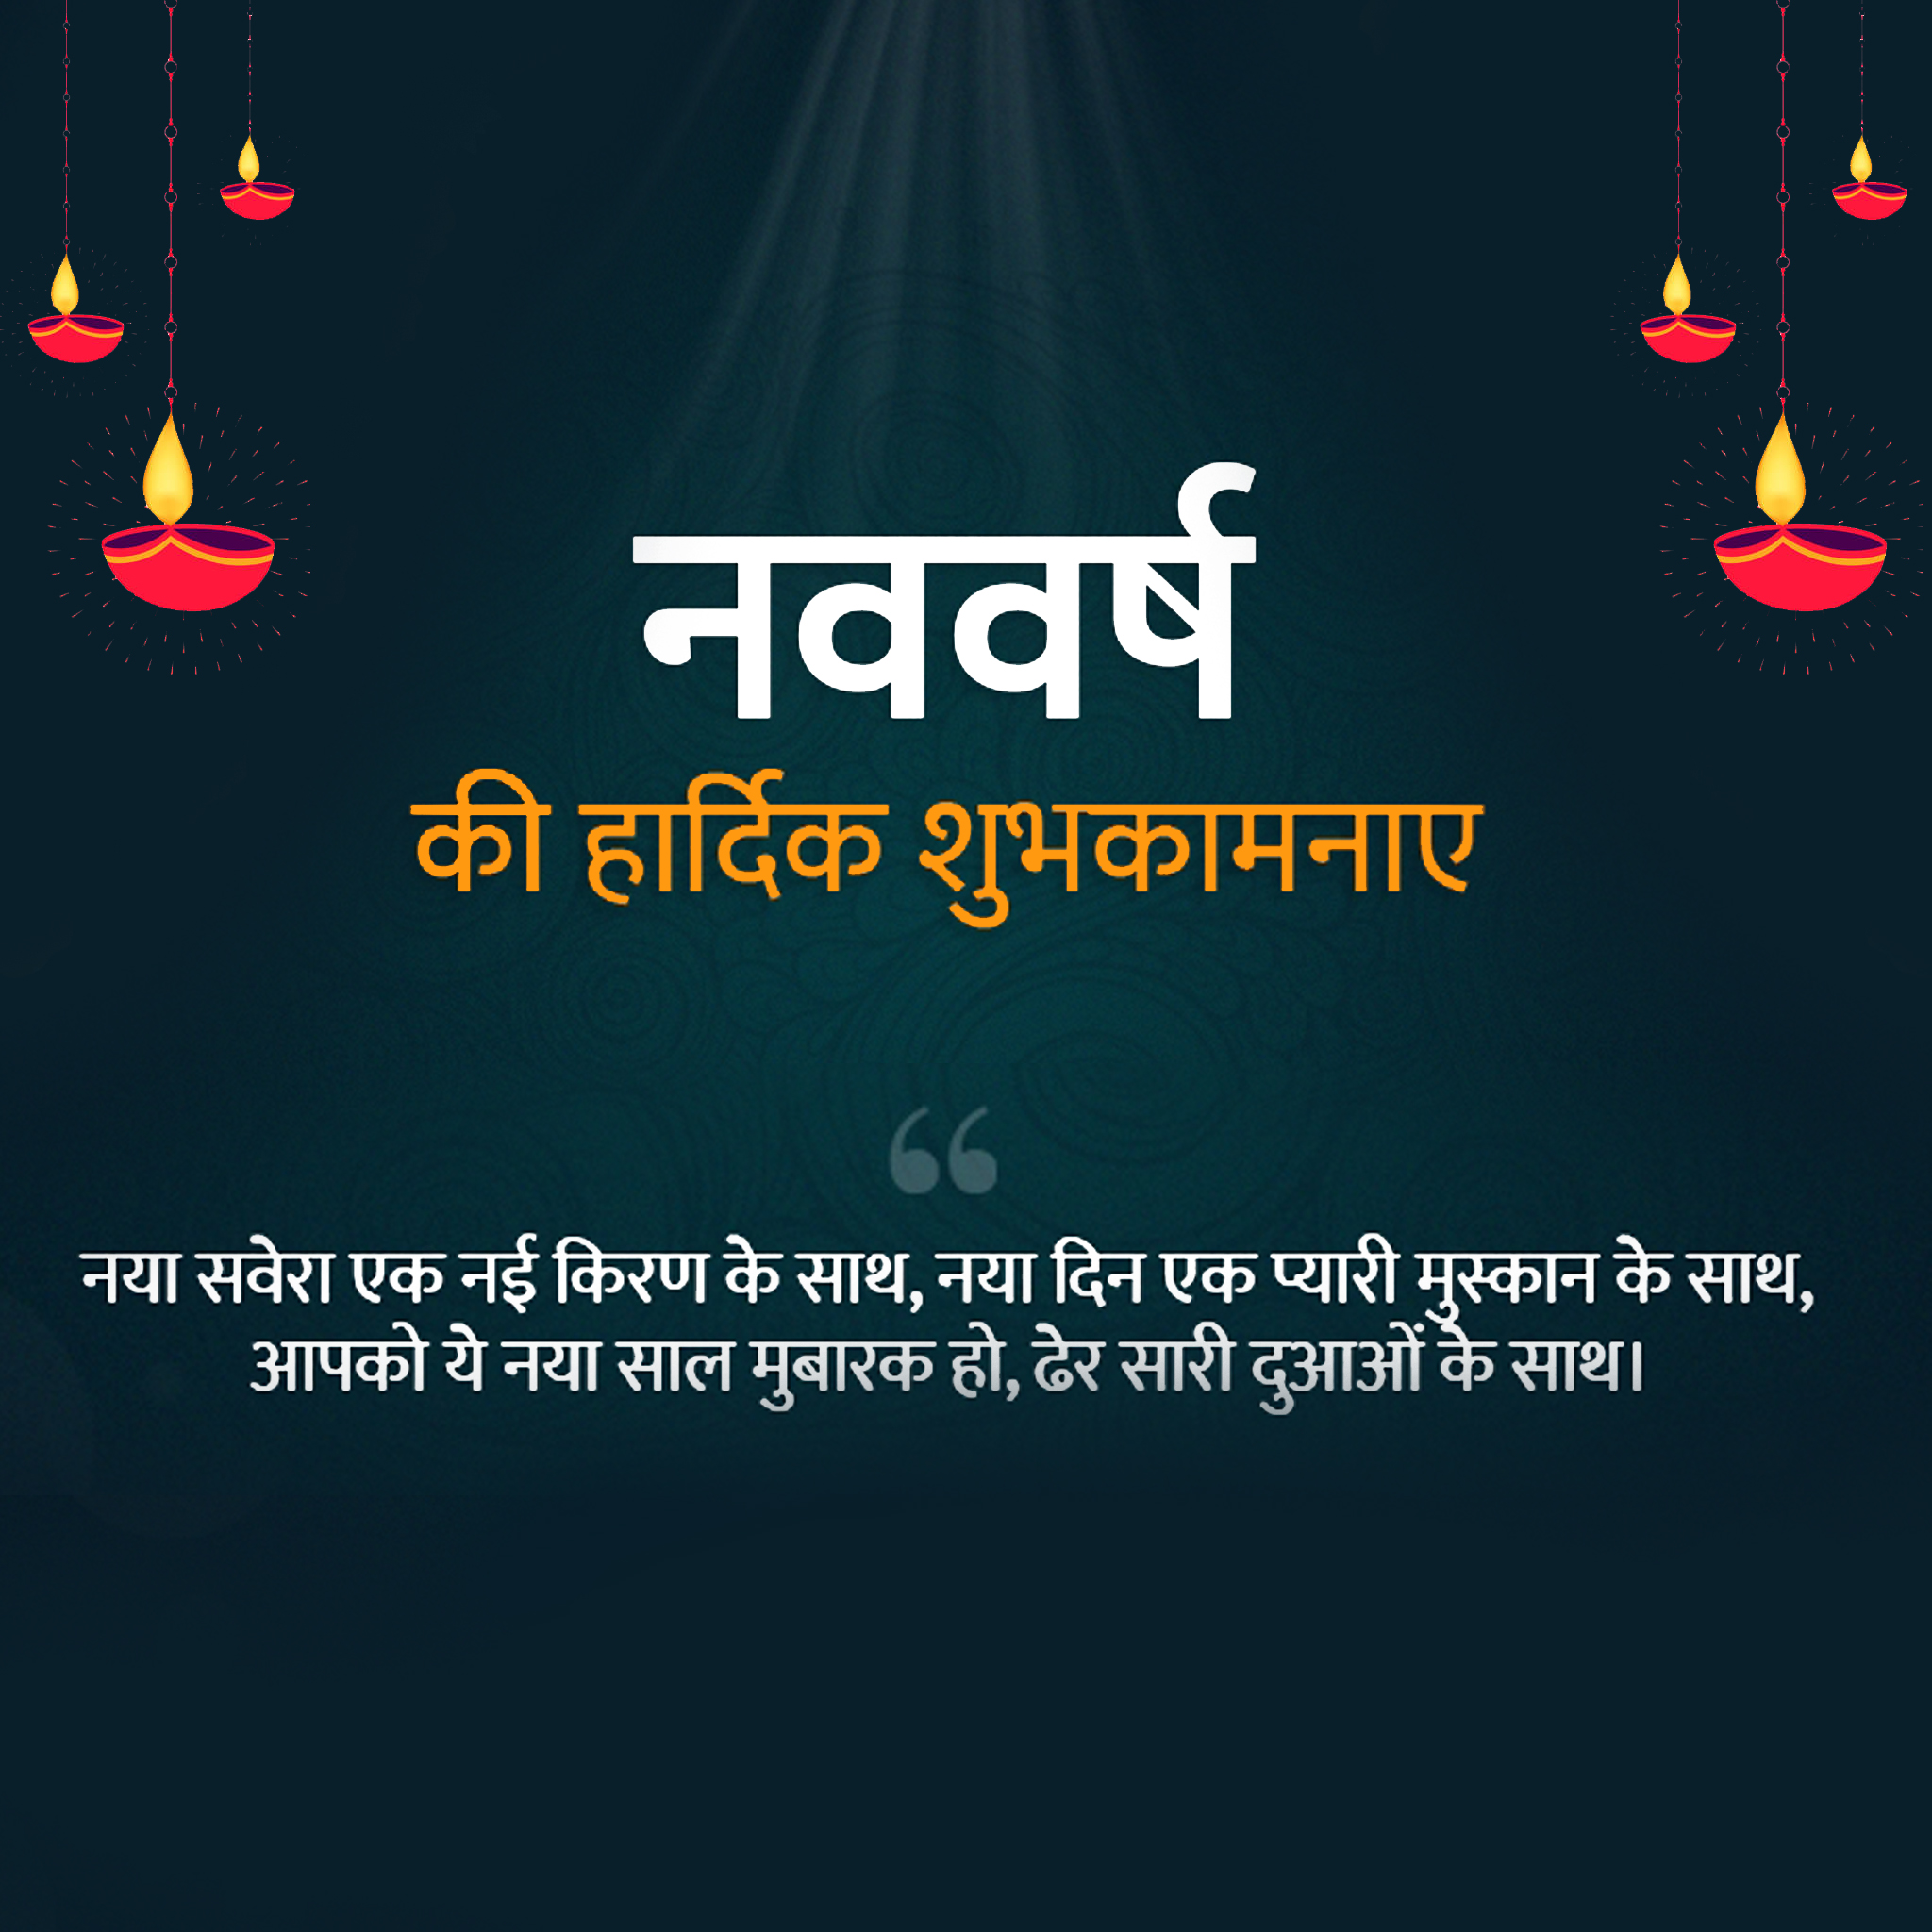 नववर्ष
की हार्दिक शुभकामनाए
“
नया सवेरा एक नई किरण के साथ, नया दिन एक प्यारी मुस्कान के साथ,
आपको ये नया साल मुबारक हो, ढेर सारी दुआओं के साथ।